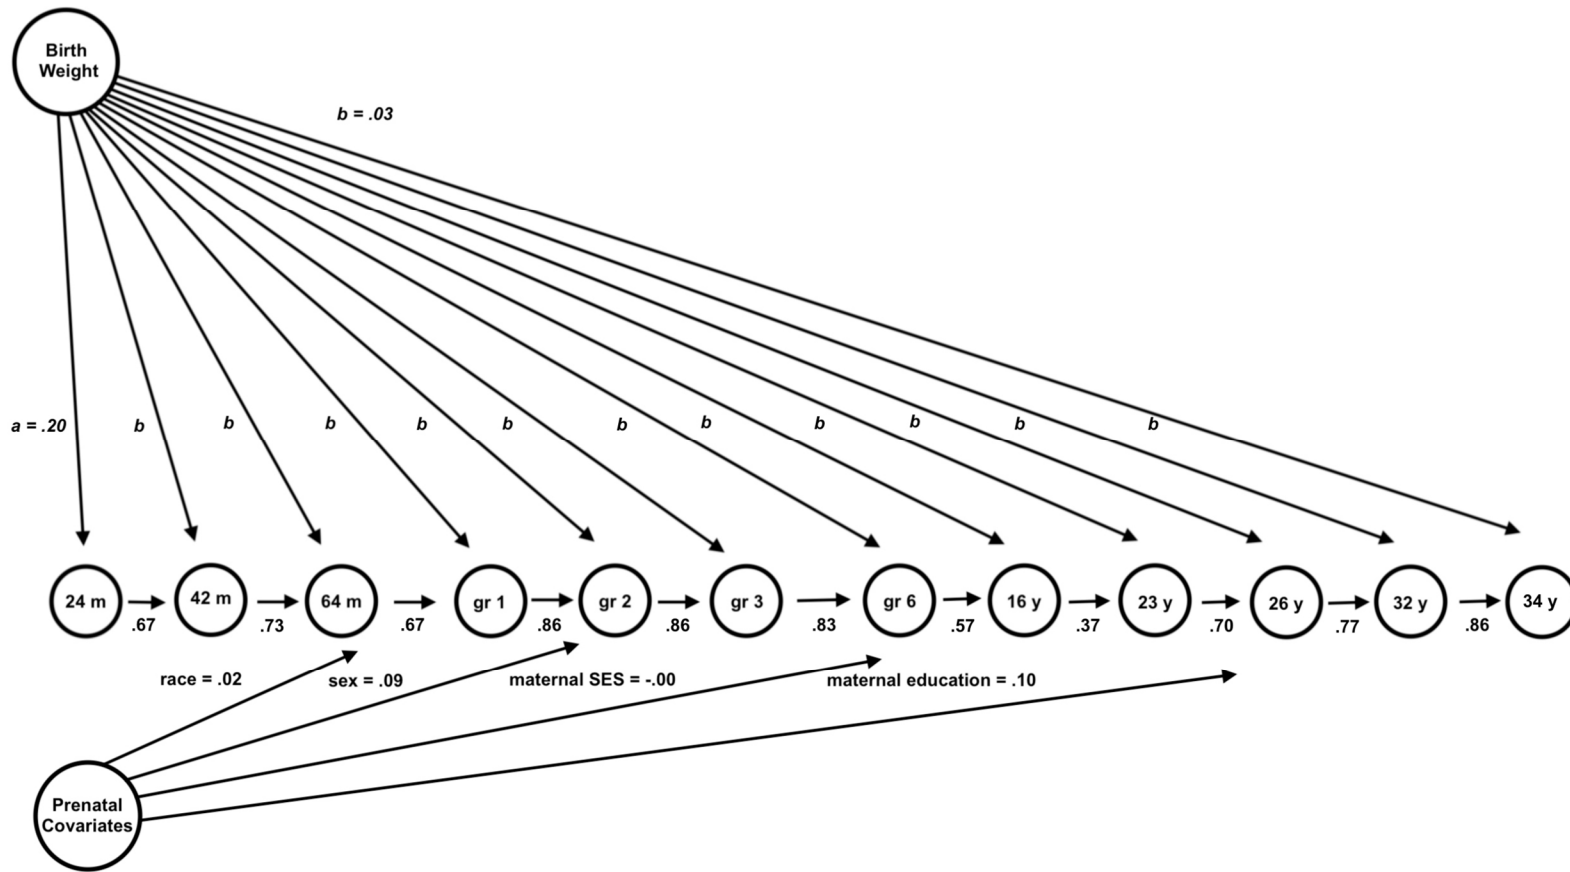 Birth
Weight
b = .03
a = .20 b b b b b b b b b b b
24 m 42 m 64 m gr 1 gr 2 gr 3 gr 6 16 y 23 y 26 y 32 y 34 y
.67 .73 .67 .86 .86 .83 .57 .37 .70 .77 .86
race = .02 sex = .09 maternal SES = -.00 maternal education = .10
Prenatal
Covariates